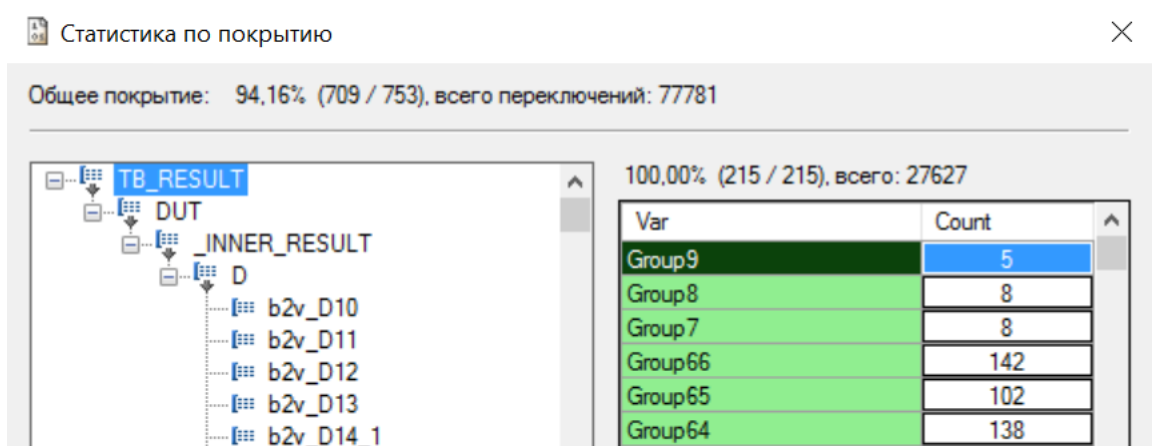 Статистика по покрытию
Общее покрытие: 94,16% (709 / 753), всего переключений: 77781
TB_RESULT
DUT
_INNER_RESULT
D
b2v_D10
b2v_D11
b2v_D12
b2v_D13
b2v_D14_1
100,00% (215 / 215), всего: 27627
Var Count
Group9 5
Group8 8
Group7 8
Group66 142
Group65 102
Group64 138